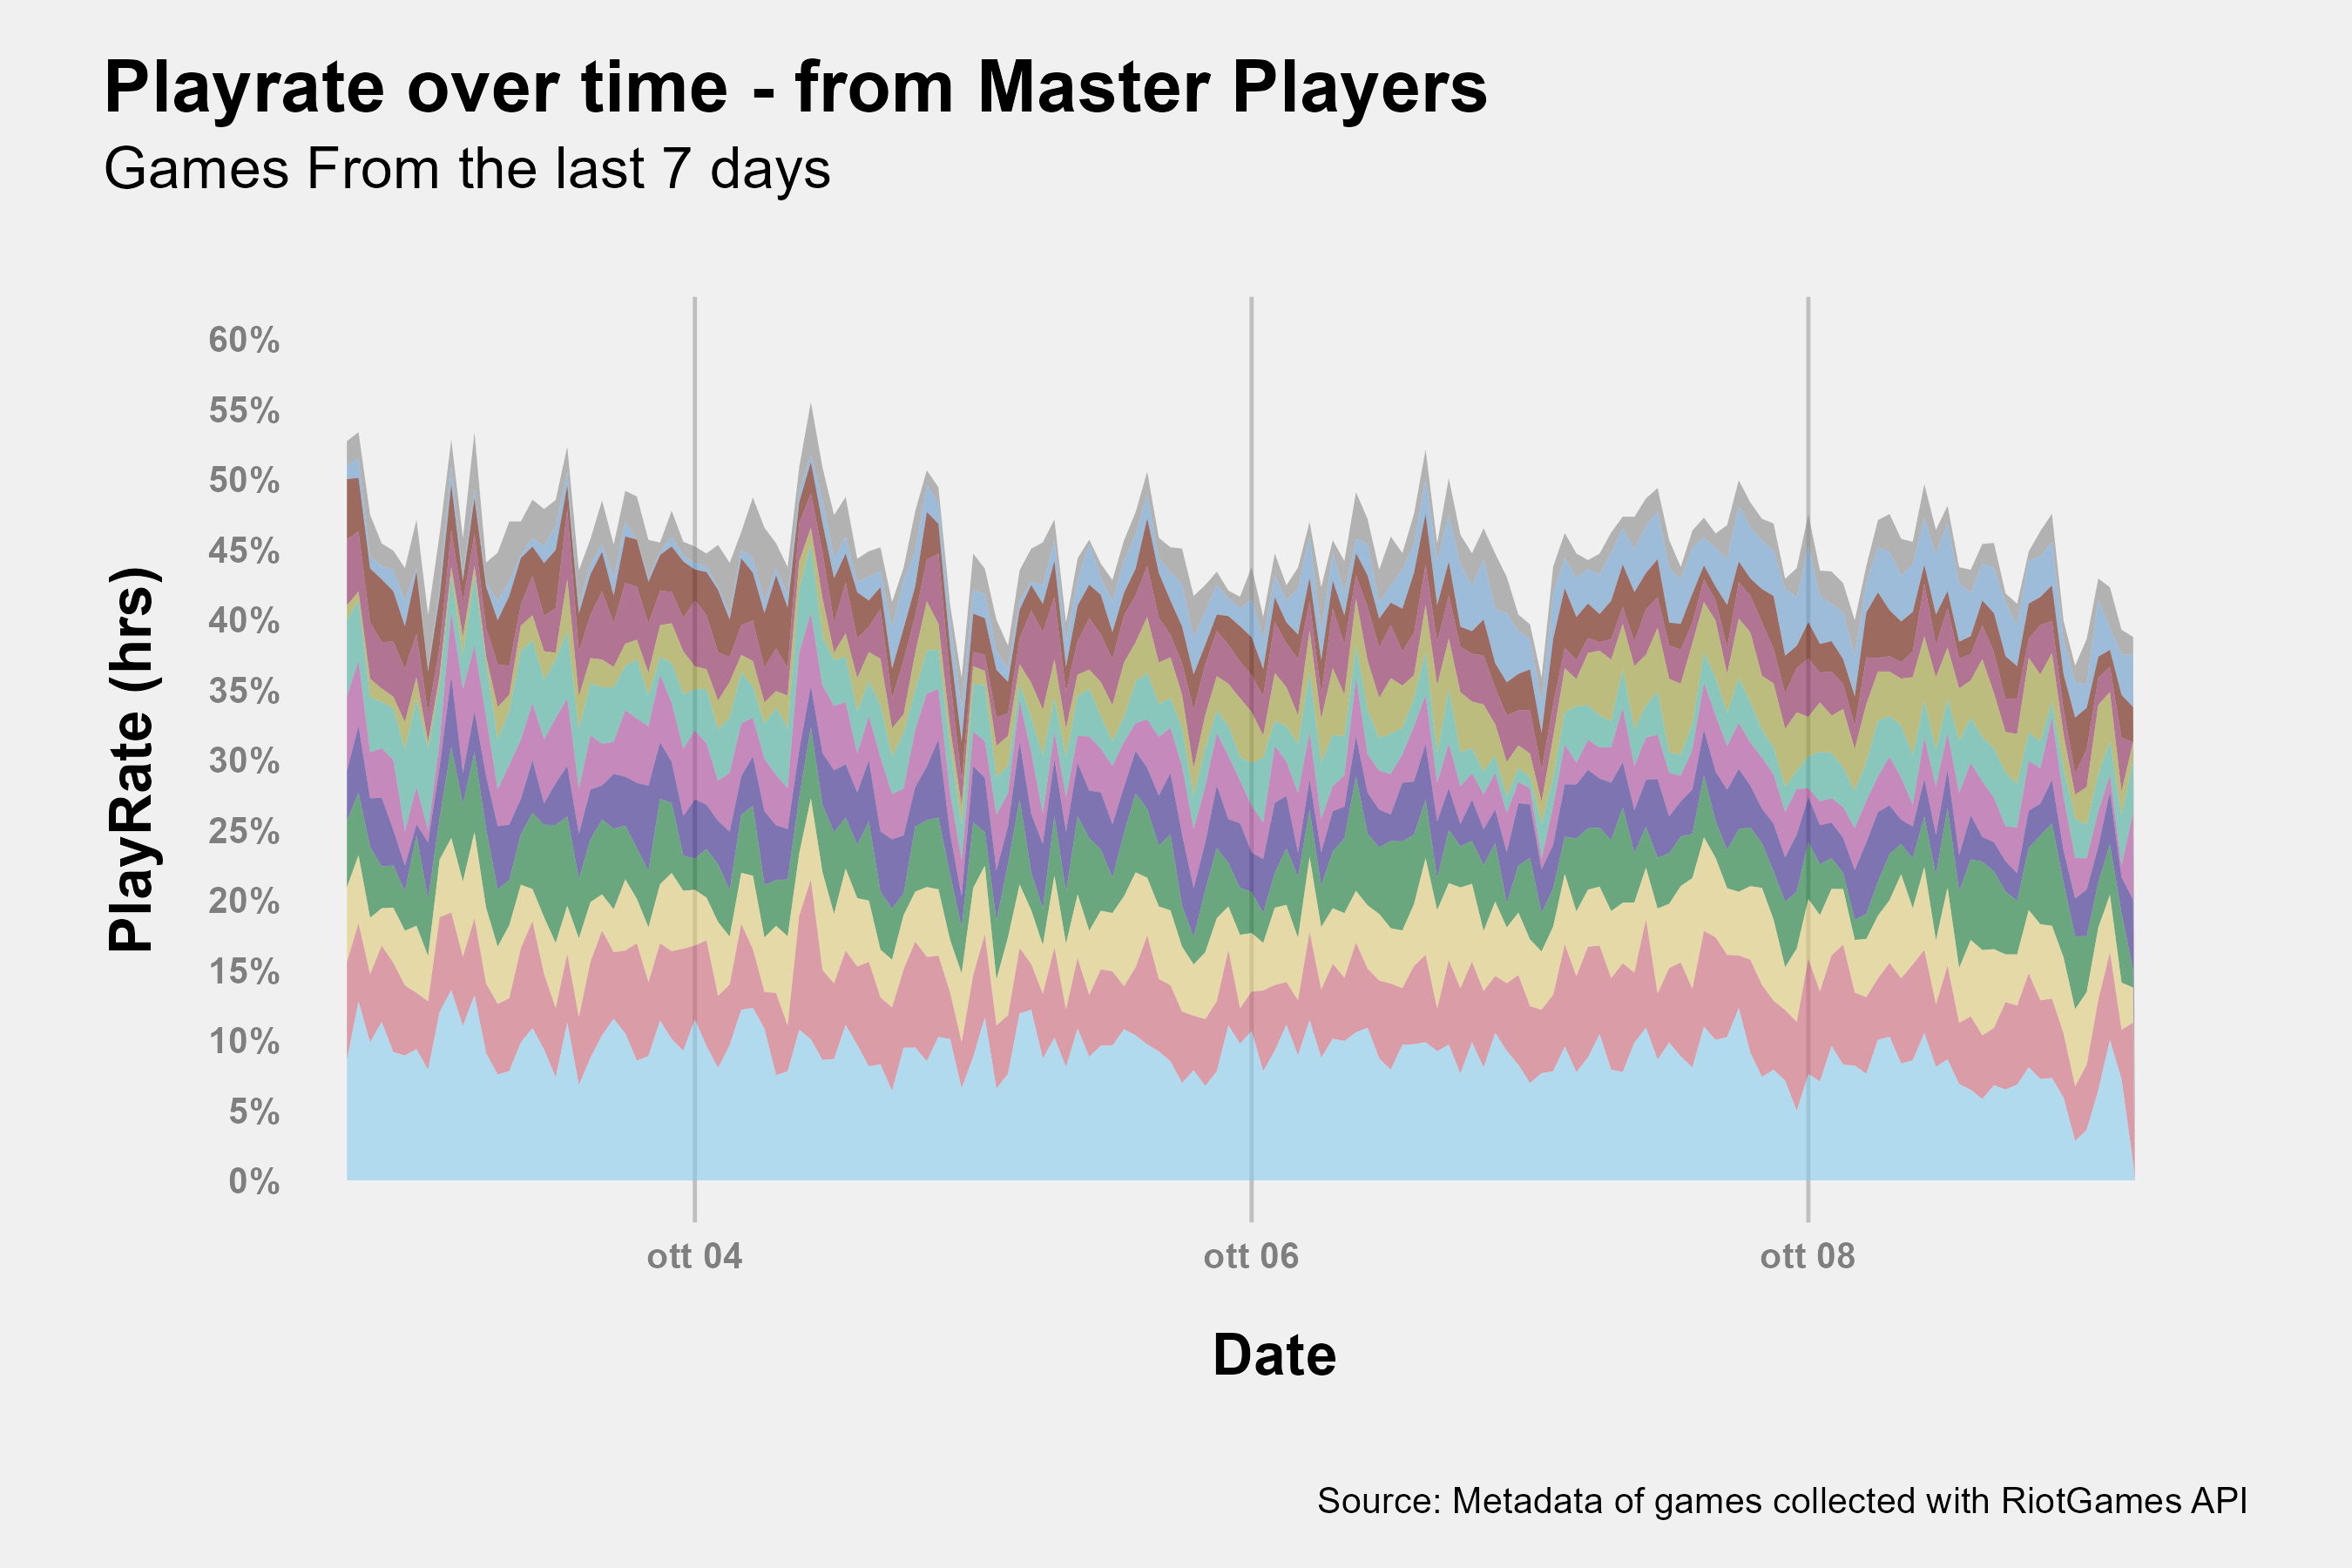 Playrate over time - from Master Players
Games From the last 7 days
60%
55%
50%
45%
40%
35%
30%
25%
20%
15%
10%
5%
0%
PlayRate (hrs)
ott 04
ott 06
ott 08
Date
Source: Metadata of games collected with RiotGames API